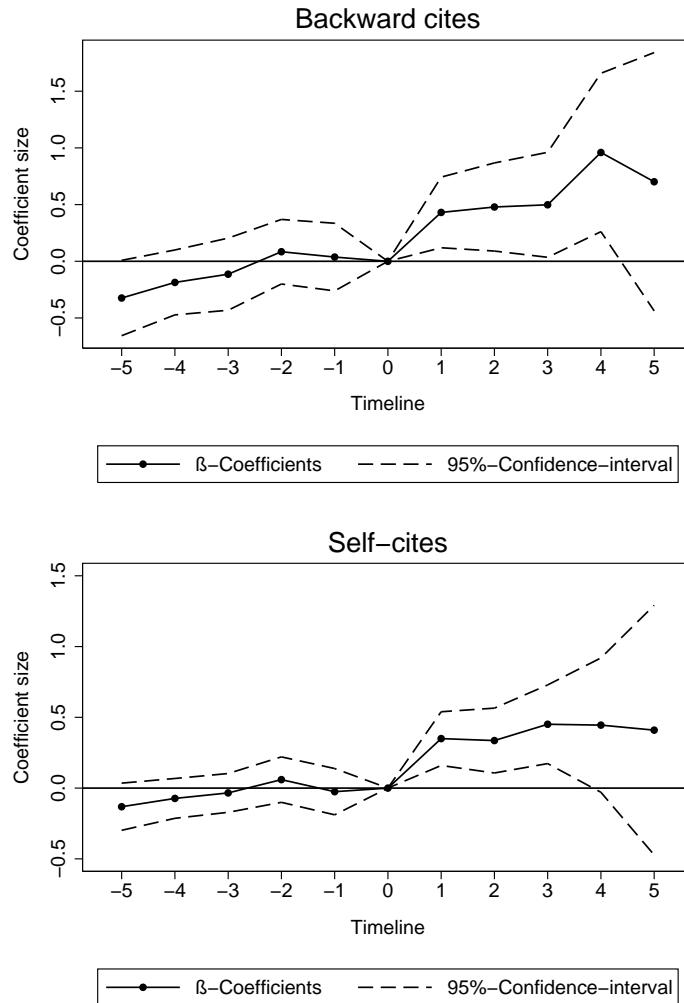 Backward cites
Coefficient size
1.5
1.0
0.5
0.0
−0.5
−5 −4 −3 −2 −1 0 1 2 3 4 5
Timeline
ß−Coefficients 95%−Confidence−interval
Self−cites
Coefficient size
1.5
1.0
0.5
0.0
−0.5
−5 −4 −3 −2 −1 0 1 2 3 4 5
Timeline
ß−Coefficients 95%−Confidence−interval